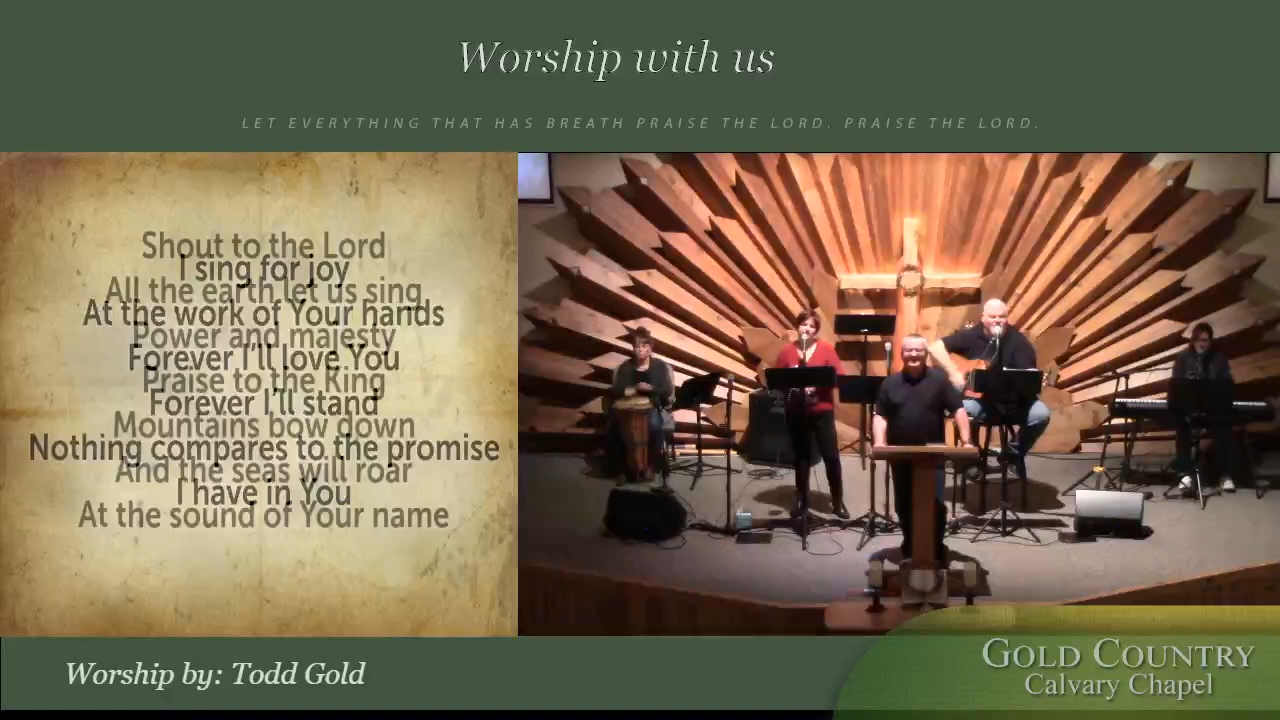 Worship with us
LET EVERYTHING THAT HAS BREATH PRAISE THE LORD. PRAISE THE LORD.
Shout to the Lord
I sing for joy
All the earth let us sing
At the work of Your hands
Power and majesty
Forever I'll love You
Praise to the King
Forever I'll stand
Mountains bow down
Nothing compares to the promise
And the seas will roar
I have in You
At the sound of Your name
Worship by: Todd Gold
GOLD COUNTRY
Calvary Chapel